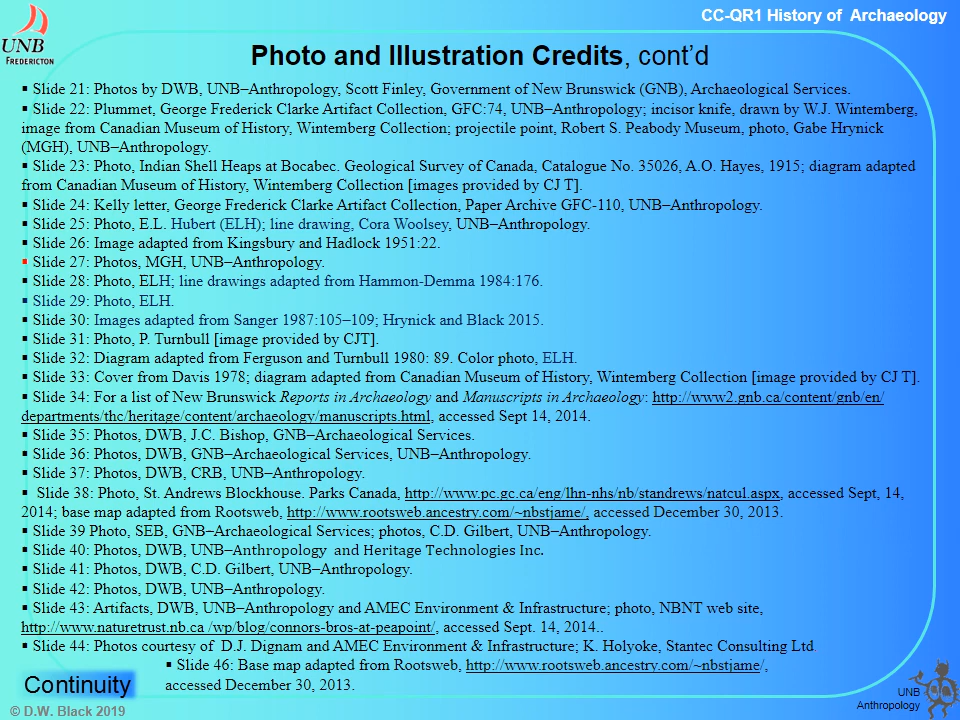 CC-QR1 History of Archaeology
UNB
FREDERICTON
Photo and Illustration Credits, cont’d
▪ Slide 21: Photos by DWB, UNB–Anthropology, Scott Finley, Government of New Brunswick (GNB), Archaeological Services.
▪ Slide 22: Plummet, George Frederick Clarke Artifact Collection, GFC:74, UNB–Anthropology; incisor knife, drawn by W.J. Wintemberg,
image from Canadian Museum of History, Wintemberg Collection; projectile point, Robert S. Peabody Museum, photo, Gabe Hrynick
(MGH), UNB–Anthropology.
▪ Slide 23: Photo, Indian Shell Heaps at Bocabec. Geological Survey of Canada, Catalogue No. 35026, A.O. Hayes, 1915; diagram adapted
from Canadian Museum of History, Wintemberg Collection [images provided by CJ T].
▪ Slide 24: Kelly letter, George Frederick Clarke Artifact Collection, Paper Archive GFC-110, UNB–Anthropology.
▪ Slide 25: Photo, E.L. Hubert (ELH); line drawing, Cora Woolsey, UNB–Anthropology.
▪ Slide 26: Image adapted from Kingsbury and Hadlock 1951:22.
▪ Slide 27: Photos, MGH, UNB–Anthropology.
▪ Slide 28: Photo, ELH; line drawings adapted from Hammon-Demma 1984:176.
▪ Slide 29: Photo, ELH.
▪ Slide 30: Images adapted from Sanger 1987:105–109; Hrynick and Black 2015.
▪ Slide 31: Photo, P. Turnbull [image provided by CJT].
▪ Slide 32: Diagram adapted from Ferguson and Turnbull 1980: 89. Color photo, ELH.
▪ Slide 33: Cover from Davis 1978; diagram adapted from Canadian Museum of History, Wintemberg Collection [image provided by CJ T].
▪ Slide 34: For a list of New Brunswick Reports in Archaeology and Manuscripts in Archaeology: http://www2.gnb.ca/content/gnb/en/
departments/thc/heritage/content/archaeology/manuscripts.html, accessed Sept 14, 2014.
▪ Slide 35: Photos, DWB, J.C. Bishop, GNB–Archaeological Services.
▪ Slide 36: Photos, DWB, GNB–Archaeological Services, UNB–Anthropology.
▪ Slide 37: Photos, DWB, CRB, UNB–Anthropology.
▪ Slide 38: Photo, St. Andrews Blockhouse. Parks Canada, http://www.pc.gc.ca/eng/lhn-nhs/nb/standrews/natcul.aspx, accessed Sept, 14,
2014; base map adapted from Rootsweb, http://www.rootsweb.ancestry.com/~nbstjame/, accessed December 30, 2013.
▪ Slide 39 Photo, SEB, GNB–Archaeological Services; photos, C.D. Gilbert, UNB–Anthropology.
▪ Slide 40: Photos, DWB, UNB–Anthropology and Heritage Technologies Inc.
▪ Slide 41: Photos, DWB, C.D. Gilbert, UNB–Anthropology.
▪ Slide 42: Photos, DWB, UNB–Anthropology.
▪ Slide 43: Artifacts, DWB, UNB–Anthropology and AMEC Environment & Infrastructure; photo, NBNT web site,
http://www.naturetrust.nb.ca /wp/blog/connors-bros-at-peapoint/, accessed Sept. 14, 2014..
▪ Slide 44: Photos courtesy of D.J. Dignam and AMEC Environment & Infrastructure; K. Holyoke, Stantec Consulting Ltd.
▪ Slide 46: Base map adapted from Rootsweb, http://www.rootsweb.ancestry.com/~nbstjame/,
accessed December 30, 2013.
Continuity
© D.W. Black 2019
UNB
Anthropology